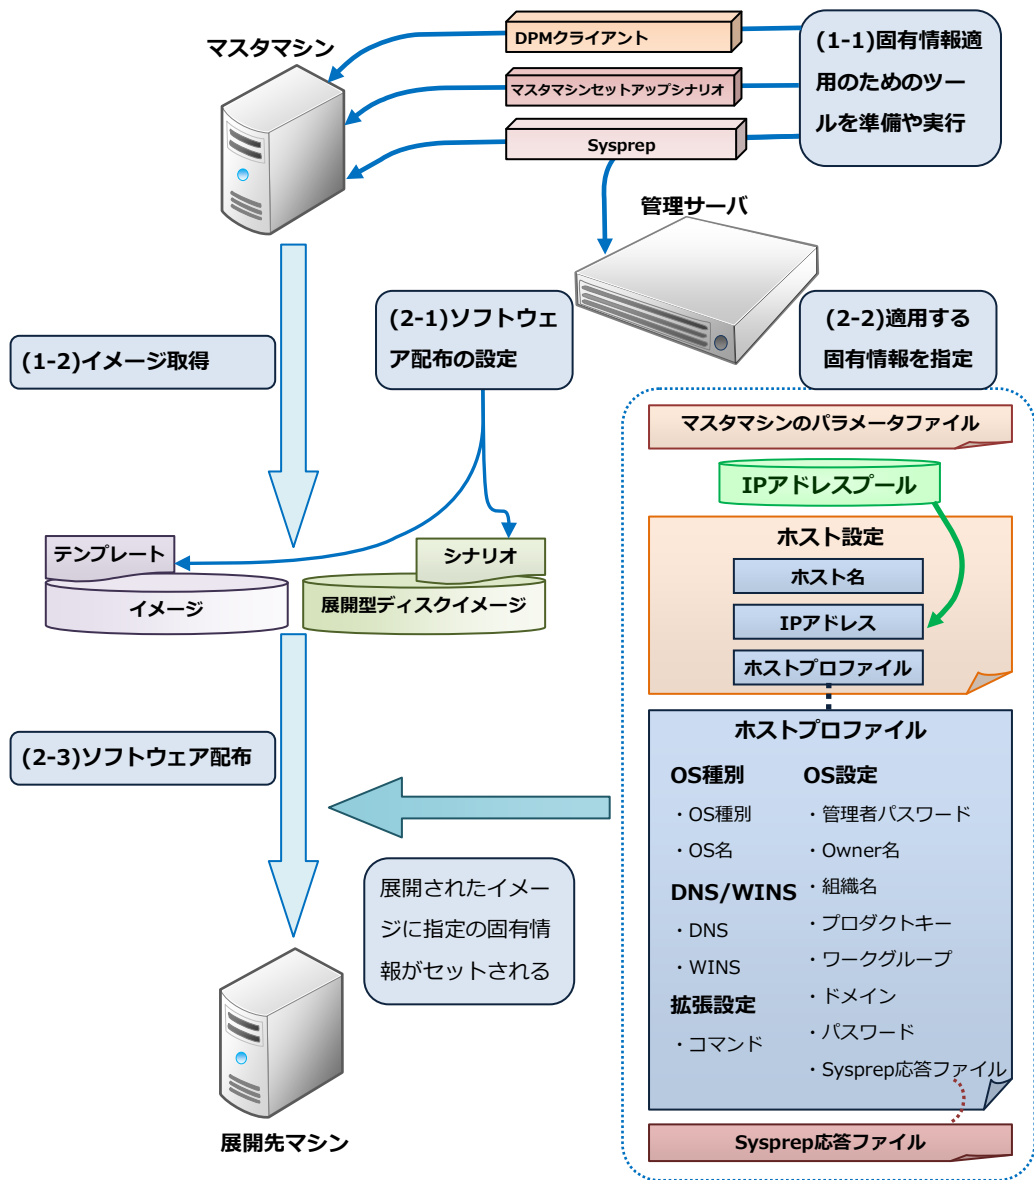 マスタマシン
DPMクライアント
マスタマシンセットアップシナリオ
Sysprep
(1-1)固有情報適
用のためのツー
ルを準備や実行
管理サーバ
(1-2)イメージ取得
(2-1)ソフトウェ
ア配布の設定
(2-2)適用する
固有情報を指定
マスタマシンのパラメータファイル
IPアドレスプール
ホスト設定
ホスト名
IPアドレス
ホストプロファイル
テンプレート
イメージ
シナリオ
展開型ディスクイメージ
(2-3)ソフトウェア配布
展開されたイメー
ジに指定の固有情
報がセットされる
展開先マシン
ホストプロファイル
OS種別
・OS種別
・OS名
DNS/WINS
・DNS
・WINS
拡張設定
・コマンド
OS設定
・管理者パスワード
・Owner名
・組織名
・プロダクトキー
・ワークグループ
・ドメイン
・パスワード
・Sysprep応答ファイル
Sysprep応答ファイル